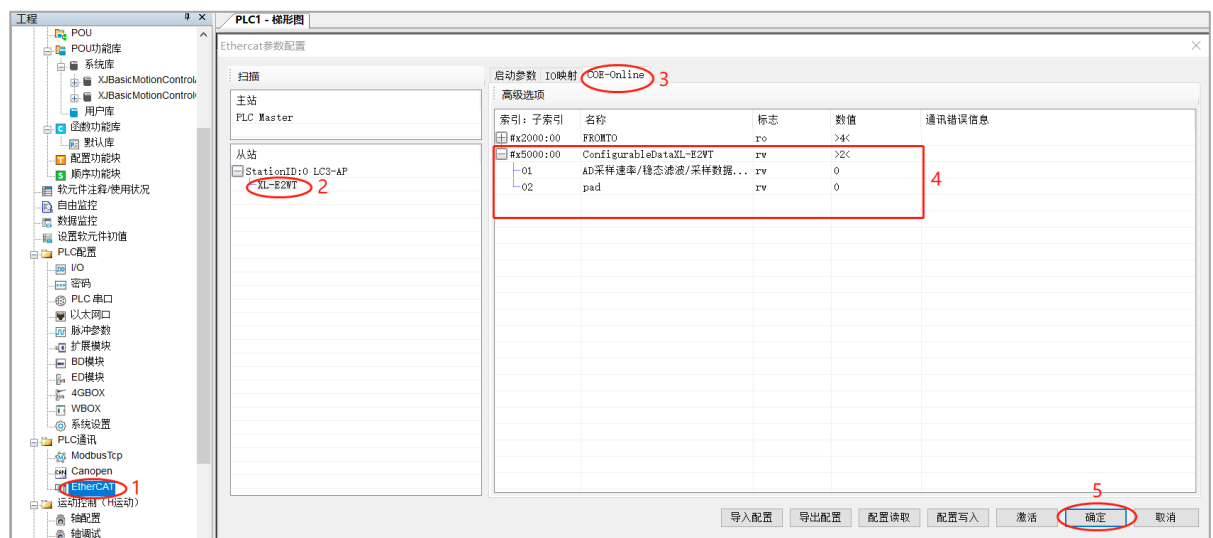 工程
PLC1 - 梯形图
POU
POU功能库
系统库
XJBasicMotionControl
XJBasicMotionControl
用户库
函数功能库
默认库
配置功能块
顺序功能块
软元件注释/使用状况
自由监控
数据监控
设置软元件初值
PLC配置
I/O
密码
PLC 串口
以太网口
脉冲参数
扩展模块
BD模块
ED模块
4GBOX
WBOX
系统设置
PLC通讯
ModbusTcp
Canopen
EtherCAT 1
运动控制（H运动）
轴配置
轴调试
Ethercat参数配置
扫描
主站
PLC Master
从站
StationID:0 LC3-AP
XL-E2WT 2
启动参数 IO映射 COE-Online 3
高级选项
索引: 子索引 名称 标志 数值 通讯错误信息
#x2000:00 FROMTO ro >4<
#x5000:00 ConfigurableDataXL-E2WT rw >2<
01 AD采样速率/稳态滤波/采样数据... rw 0
02 pad rw 0
4
5
导入配置 导出配置 配置读取 配置写入 激活 确定 取消